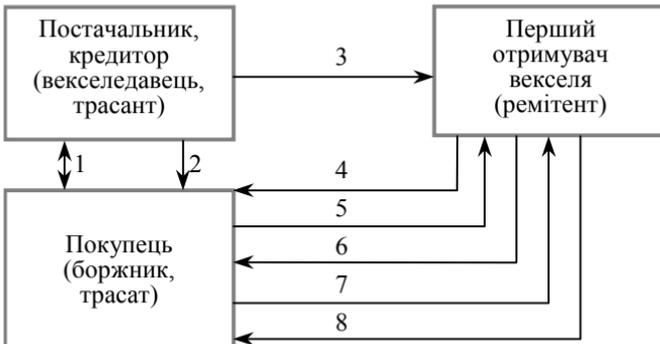 Постачальник,
кредитор
(векселедавець,
трасант)
3
Перший
отримувач
векселя
(ремітент)
1
2
4
5
6
7
8
Покупець
(боржник,
трасат)